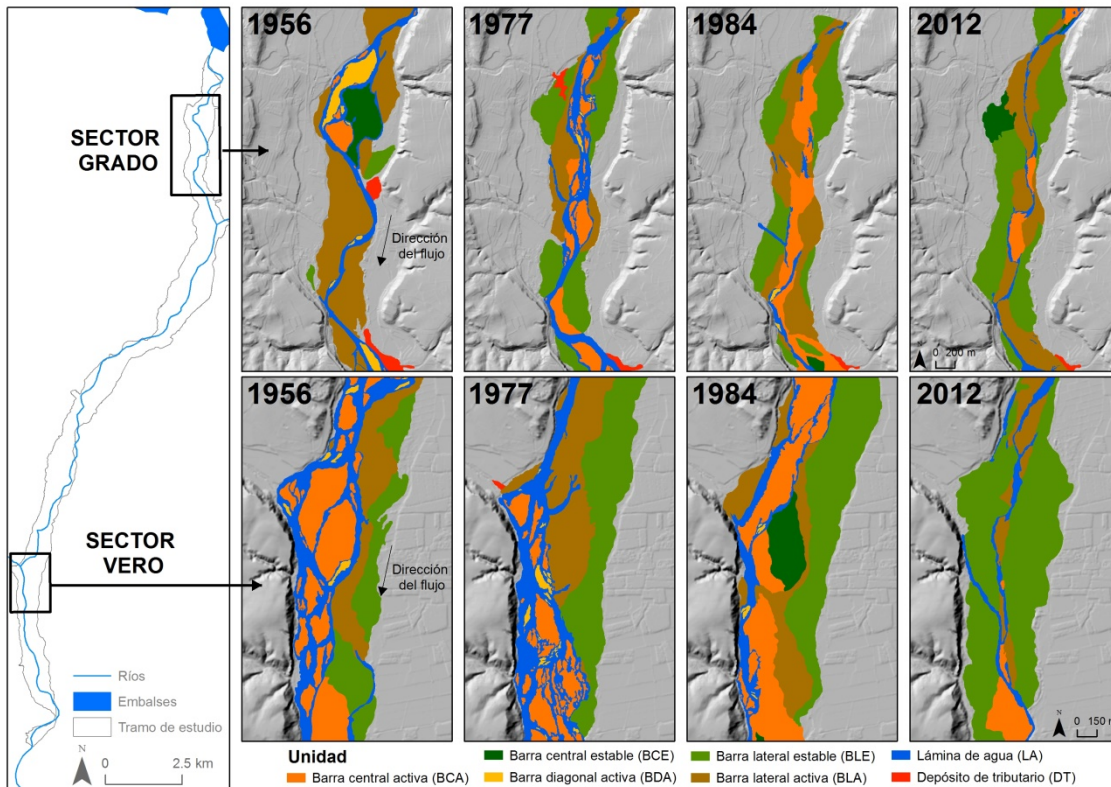 SECTOR
GRADO
SECTOR
VERO
Ríos
Embalses
Tramo de estudio
N
0 2.5 km
1956
Dirección
del flujo
1977
1984
2012
0 200 m
1956
Dirección
del flujo
1977
1984
2012
N
0 150 m
Unidad
Barra central activa (BCA)
Barra central estable (BCE)
Barra diagonal activa (BDA)
Barra lateral estable (BLE)
Barra lateral activa (BLA)
Lámina de agua (LA)
Depósito de tributario (DT)